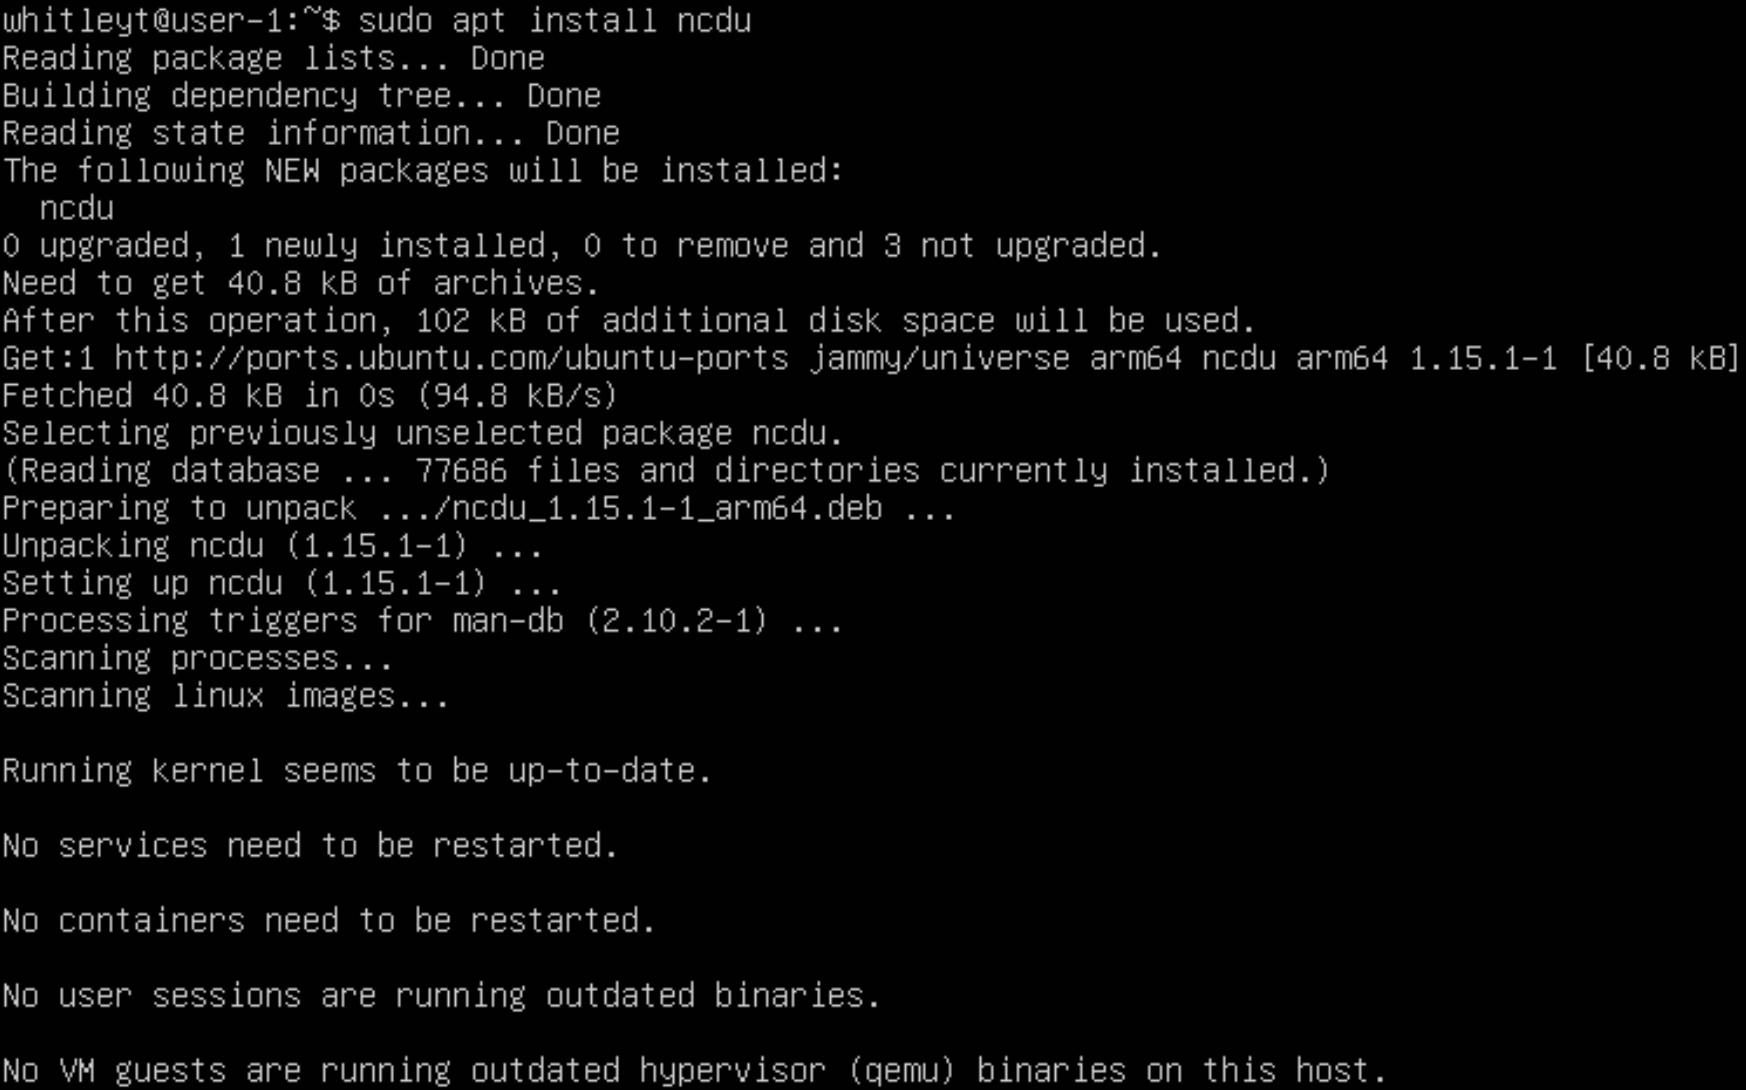 whitleyt@user-1:~$ sudo apt install ncdu
Reading package lists... Done
Building dependency tree... Done
Reading state information... Done
The following NEW packages will be installed:
  ncdu
0 upgraded, 1 newly installed, 0 to remove and 3 not upgraded.
Need to get 40.8 kB of archives.
After this operation, 102 kB of additional disk space will be used.
Get:1 http://ports.ubuntu.com/ubuntu-ports jammy/universe arm64 ncdu arm64 1.15.1-1 [40.8 kB]
Fetched 40.8 kB in 0s (94.8 kB/s)
Selecting previously unselected package ncdu.
(Reading database ... 77686 files and directories currently installed.)
Preparing to unpack .../ncdu_1.15.1-1_arm64.deb ...
Unpacking ncdu (1.15.1-1) ...
Setting up ncdu (1.15.1-1) ...
Processing triggers for man-db (2.10.2-1) ...
Scanning processes...
Scanning linux images...

Running kernel seems to be up-to-date.

No services need to be restarted.

No containers need to be restarted.

No user sessions are running outdated binaries.

No VM guests are running outdated hypervisor (qemu) binaries on this host.